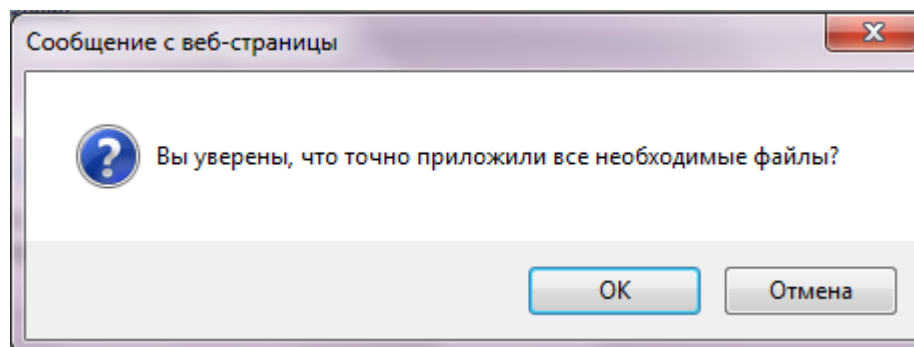 Сообщение с веб-страницы
Вы уверены, что точно приложили все необходимые файлы?
OK
Отмена